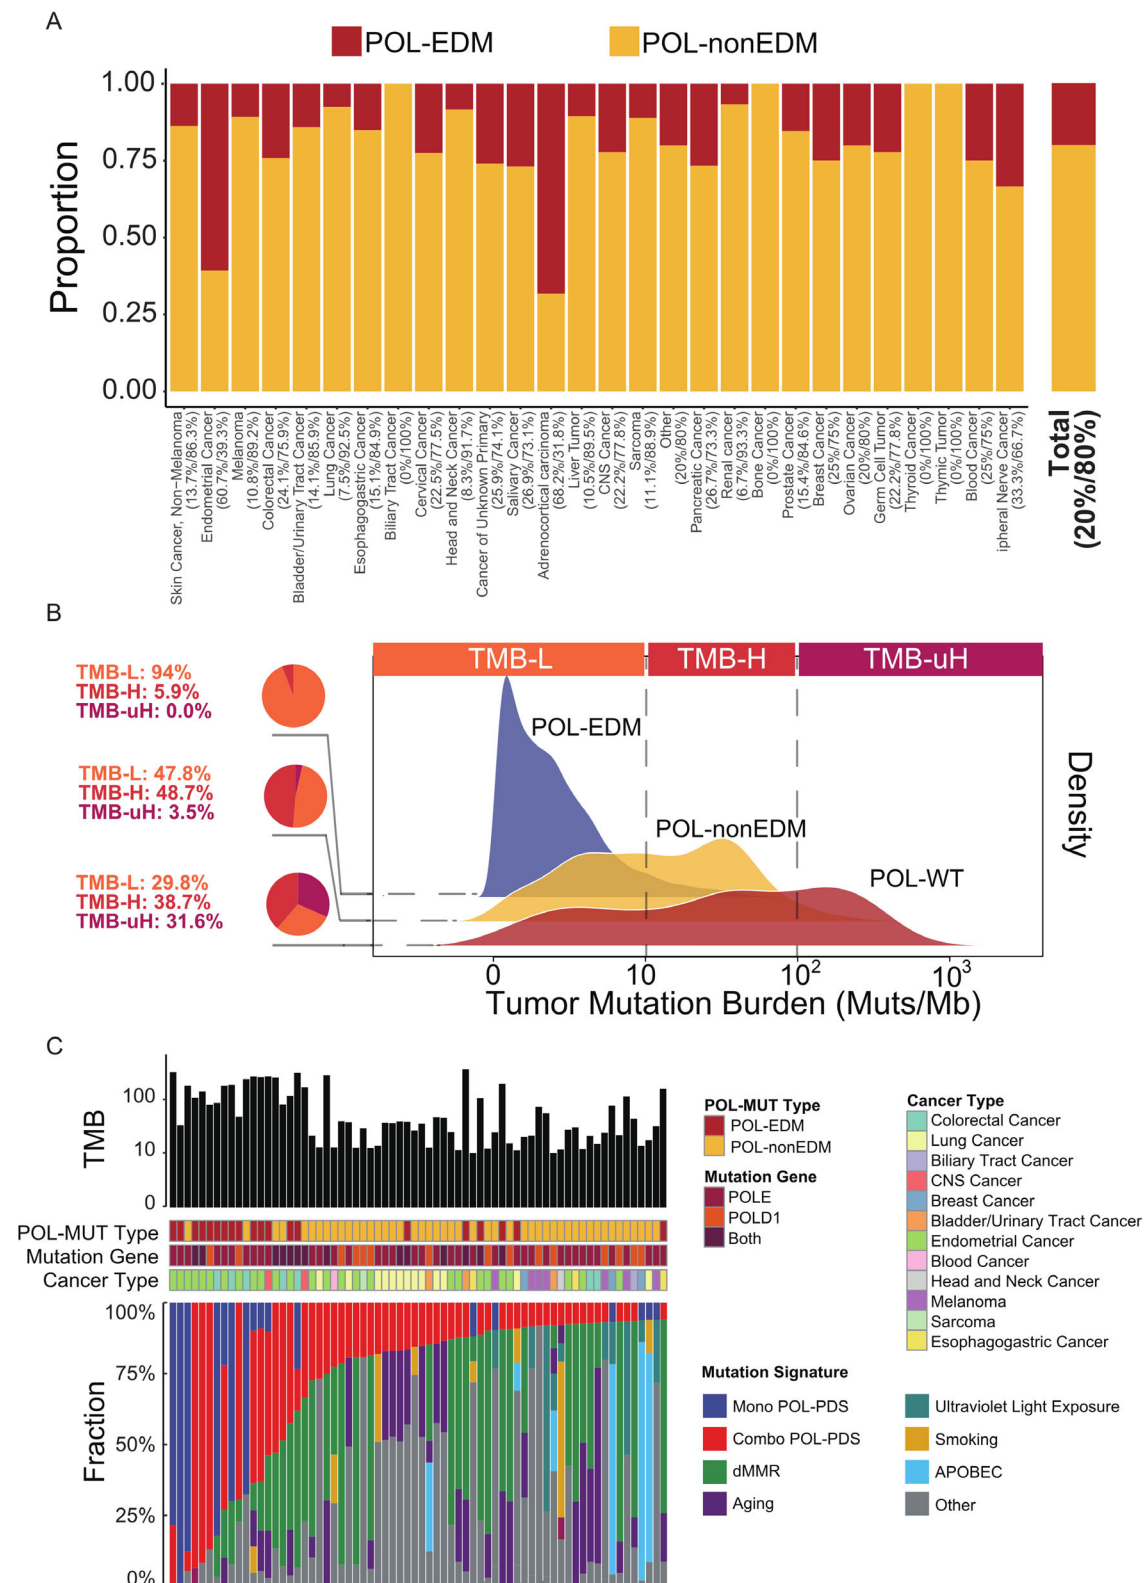 A
POL-EDM
POL-nonEDM
Proportion
1.00
0.75
0.50
0.25
0.00
Skin Cancer, Non-Melanoma
(13.7%/86.3%)
Endometrial Cancer
(60.7%/39.3%)
Melanoma
(10.8%/89.2%)
Colorectal Cancer
(24.1%/75.9%)
Bladder/Urinary Tract Cancer
(14.1%/85.9%)
Lung Cancer
(7.5%/92.5%)
Esophagogastric Cancer
(15.1%/84.9%)
Biliary Tract Cancer
(0%/100%)
Cervical Cancer
(22.5%/77.5%)
Head and Neck Cancer
(8.3%/91.7%)
Cancer of Unknown Primary
(25.9%/74.1%)
Salivary Cancer
(26.9%/73.1%)
Adrenocortical carcinoma
(68.2%/31.8%)
Liver Tumor
(10.5%/89.5%)
CNS Cancer
(22.2%/77.8%)
Sarcoma
(11.1%/88.9%)
Other
(20%/80%)
Pancreatic Cancer
(26.7%/73.3%)
Renal cancer
(6.7%/93.3%)
Bone Cancer
(0%/100%)
Prostate Cancer
(15.4%/84.6%)
Breast Cancer
(25%/75%)
Ovarian Cancer
(20%/80%)
Germ Cell Tumor
(22.2%/77.8%)
Thyroid Cancer
(0%/100%)
Thymic Tumor
(0%/100%)
Blood Cancer
(25%/75%)
ipheral Nerve Cancer
(33.3%/66.7%)
Total
(20%/80%)
B
TMB-L
TMB-H
TMB-uH
TMB-L: 94%
TMB-H: 5.9%
TMB-uH: 0.0%
TMB-L: 47.8%
TMB-H: 48.7%
TMB-uH: 3.5%
TMB-L: 29.8%
TMB-H: 38.7%
TMB-uH: 31.6%
POL-EDM
POL-nonEDM
POL-WT
Density
0
10
10²
10³
Tumor Mutation Burden (Muts/Mb)
C
TMB
100
10
0
POL-MUT Type
Mutation Gene
Cancer Type
Fraction
100%
75%
50%
25%
0%
POL-MUT Type
POL-EDM
POL-nonEDM
Mutation Gene
POLE
POLD1
Both
Cancer Type
Colorectal Cancer
Lung Cancer
Biliary Tract Cancer
CNS Cancer
Breast Cancer
Bladder/Urinary Tract Cancer
Endometrial Cancer
Blood Cancer
Head and Neck Cancer
Melanoma
Sarcoma
Esophagogastric Cancer
Mutation Signature
Mono POL-PDS
Combo POL-PDS
dMMR
Aging
Ultraviolet Light Exposure
Smoking
APOBEC
Other